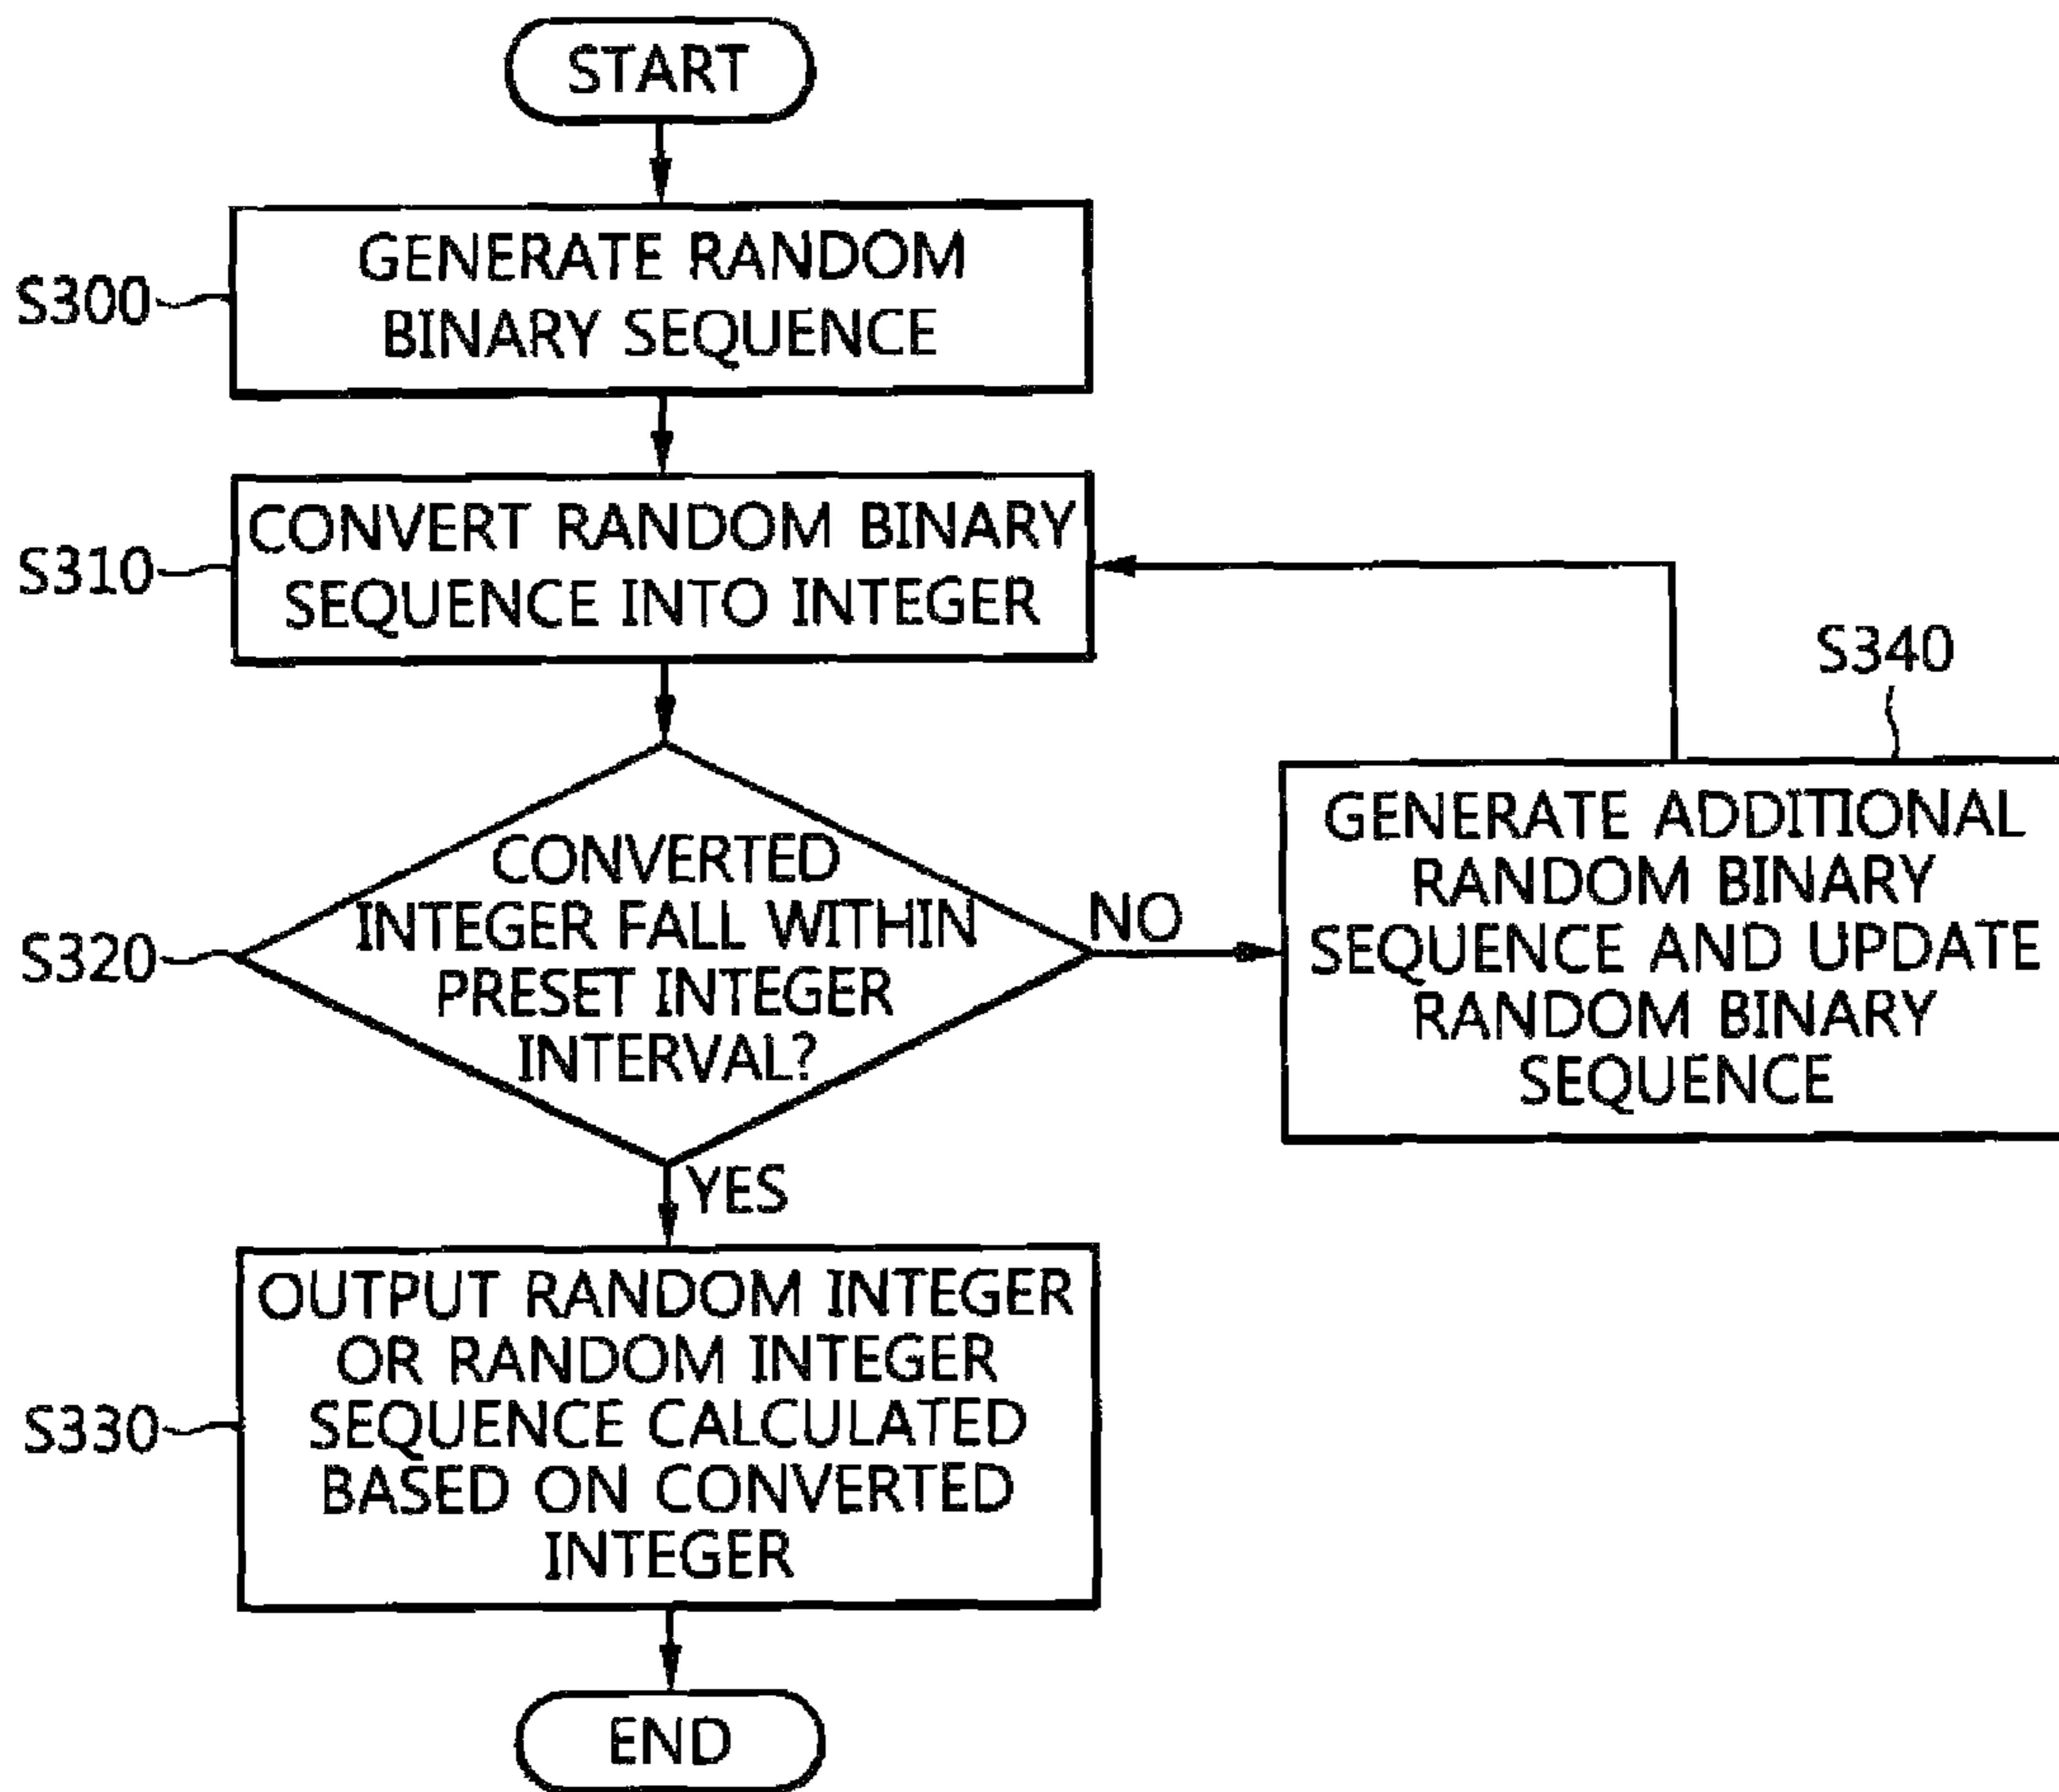 START
GENERATE RANDOM
BINARY SEQUENCE
S300
CONVERT RANDOM BINARY
SEQUENCE INTO INTEGER
S310
CONVERTED
INTEGER FALL WITHIN
PRESET INTEGER
INTERVAL?
S320
NO
S340
GENERATE ADDITIONAL
RANDOM BINARY
SEQUENCE AND UPDATE
RANDOM BINARY
SEQUENCE
YES
OUTPUT RANDOM INTEGER
OR RANDOM INTEGER
SEQUENCE CALCULATED
BASED ON CONVERTED
INTEGER
S330
END